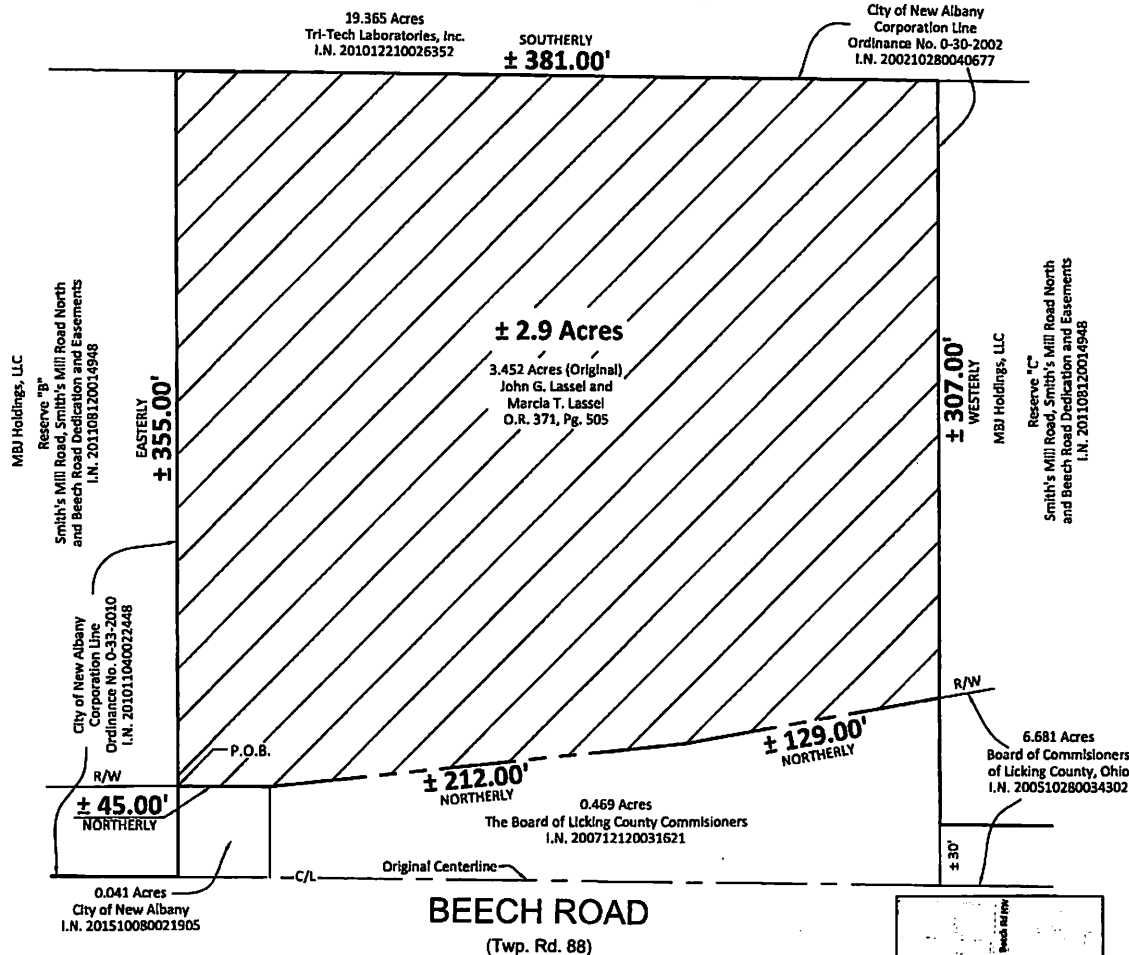 19.365 Acres
Tri-Tech Laboratories, Inc.
I.N. 201012210026352
SOUTHERLY
± 381.00'
City of New Albany
Corporation Line
Ordinance No. 0-30-2002
I.N. 200210280040677
MBJ Holdings, LLC
Reserve "B"
Smith's Mill Road, Smith's Mill Road North
and Beech Road Dedication and Easements
I.N. 201108120014948
EASTERLY
± 355.00'
± 2.9 Acres
3.452 Acres (Original)
John G. Lassel and
Marcia T. Lassel
O.R. 371, Pg. 505
± 307.00'
WESTERLY
MBJ Holdings, LLC
Reserve "C"
Smith's Mill Road, Smith's Mill Road North
and Beech Road Dedication and Easements
I.N. 201108120014948
City of New Albany
Corporation Line
Ordinance No. 0-33-2010
I.N. 201011040022448
P.O.B.
R/W
± 45.00'
NORTHERLY
± 212.00'
NORTHERLY
± 129.00'
NORTHERLY
R/W
6.681 Acres
Board of Commisioners
of Licking County, Ohio
I.N. 200510280034302
0.469 Acres
The Board of Licking County Commisioners
I.N. 200712120031621
± 30'
Original Centerline
C/L
0.041 Acres
City of New Albany
I.N. 201510080021905
BEECH ROAD
(Twp. Rd. 88)
Beech Rd NW